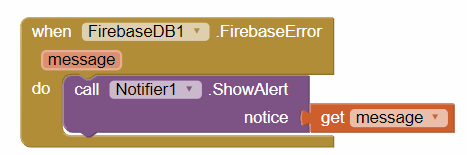 when FirebaseDB1 .FirebaseError
message
do call Notifier1 .ShowAlert
notice get message